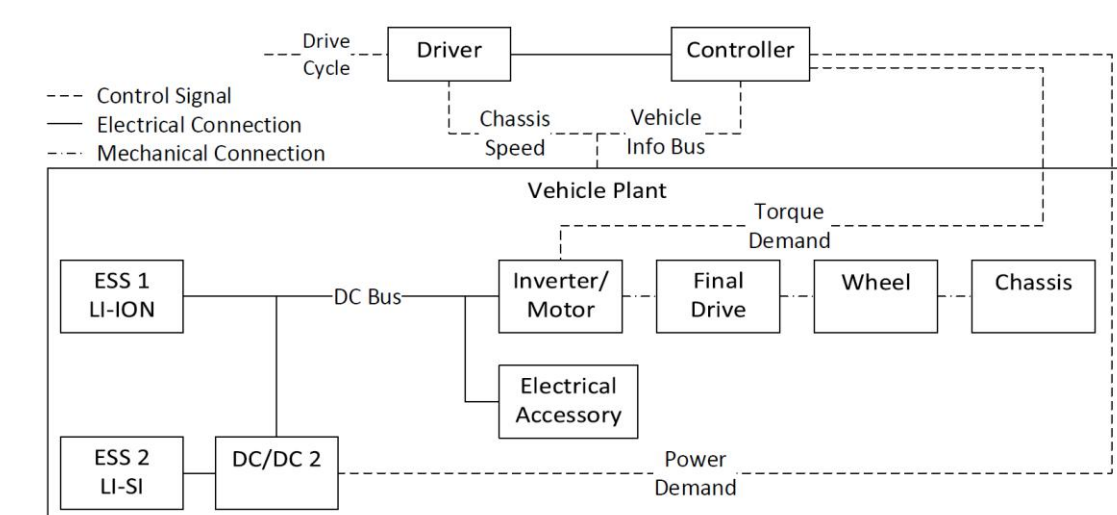 Drive
Cycle
Driver
Controller
Control Signal
Electrical Connection
Mechanical Connection
Chassis
Speed
Vehicle
Info Bus
Vehicle Plant
Torque
Demand
ESS 1
LI-ION
DC Bus
Inverter/
Motor
Final
Drive
Wheel
Chassis
Electrical
Accessory
ESS 2
LI-SI
DC/DC 2
Power
Demand